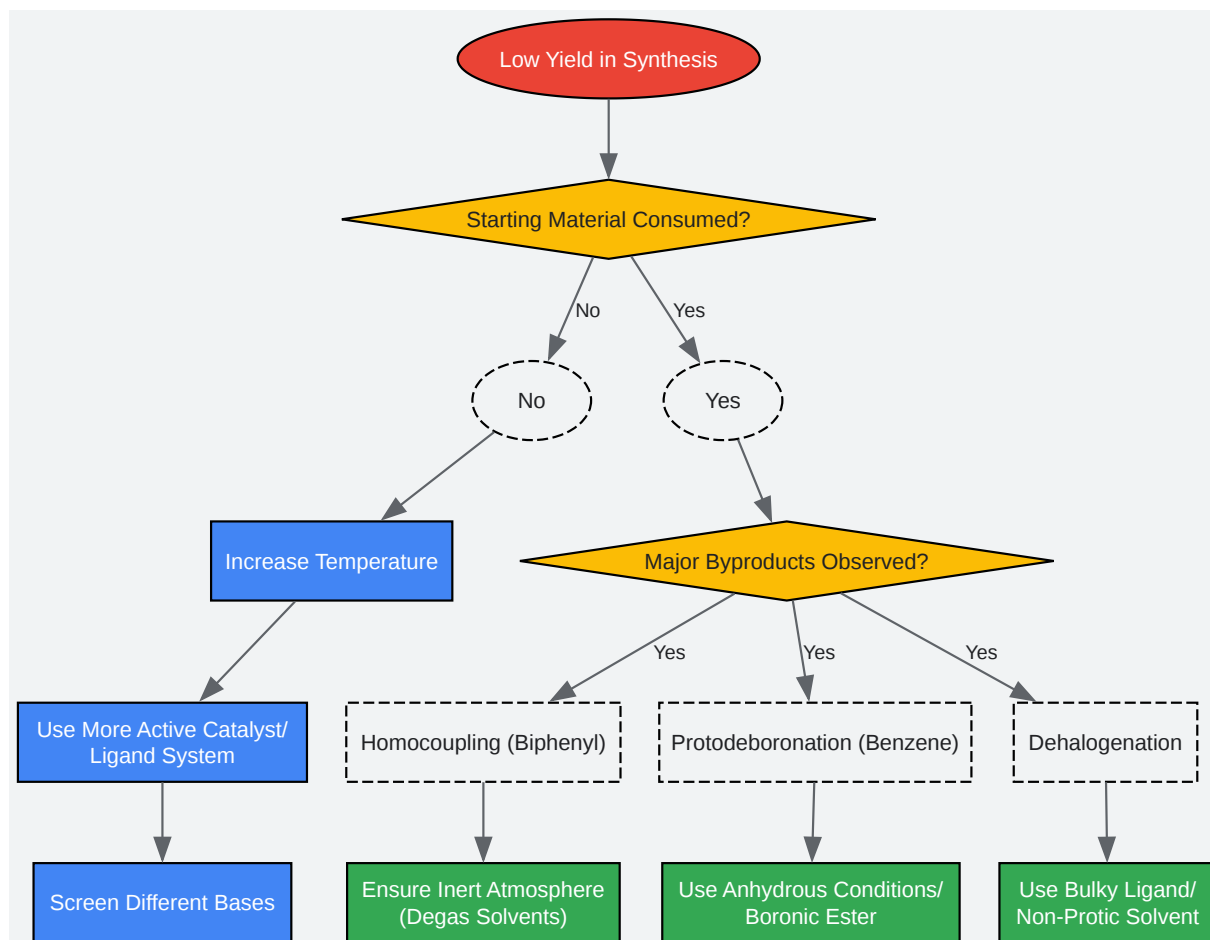 Low Yield in Synthesis
Starting Material Consumed?
No
Yes
No
Yes
Increase Temperature
Major Byproducts Observed?
Yes
Yes
Yes
Use More Active Catalyst/
Ligand System
Homocoupling (Biphenyl)
Protodeboronation (Benzene)
Dehalogenation
Screen Different Bases
Ensure Inert Atmosphere
(Degas Solvents)
Use Anhydrous Conditions/
Boronic Ester
Use Bulky Ligand/
Non-Protic Solvent